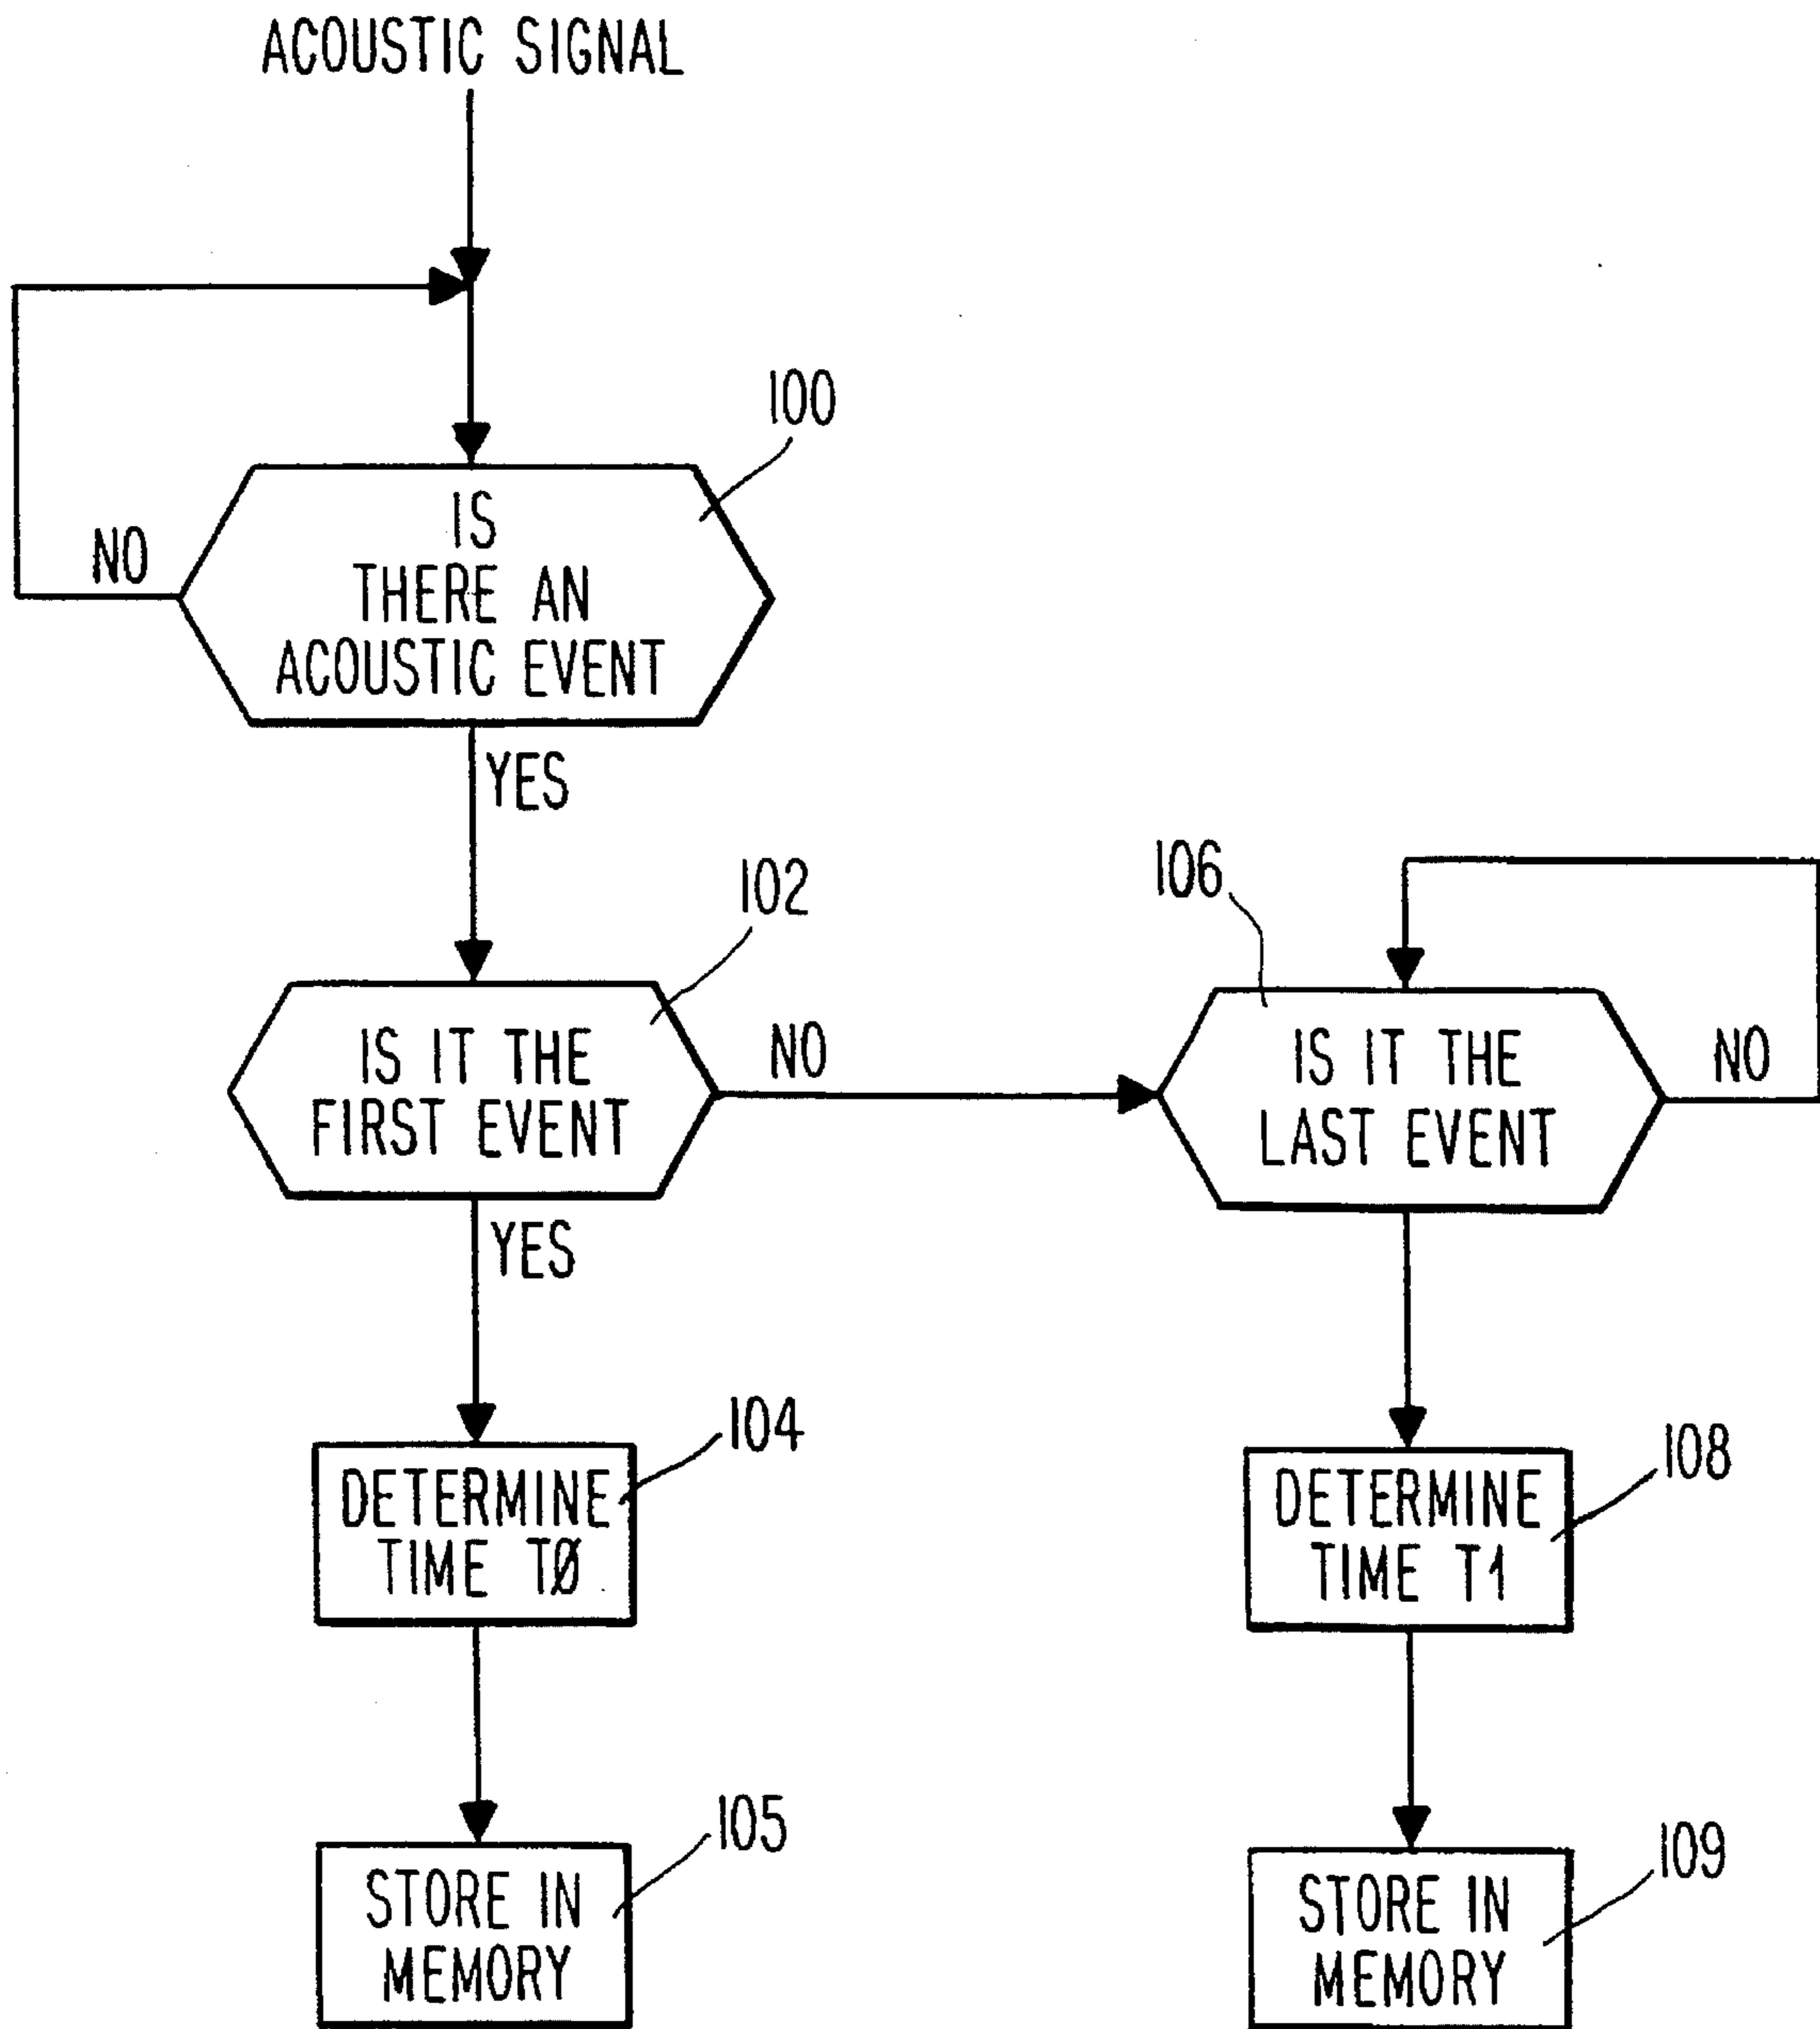 ACOUSTIC SIGNAL
100
IS
THERE AN
ACOUSTIC EVENT
NO
YES
102
IS IT THE
FIRST EVENT
NO
106
IS IT THE
LAST EVENT
NO
YES
104
DETERMINE
TIME TØ
108
DETERMINE
TIME T1
105
STORE IN
MEMORY
109
STORE IN
MEMORY